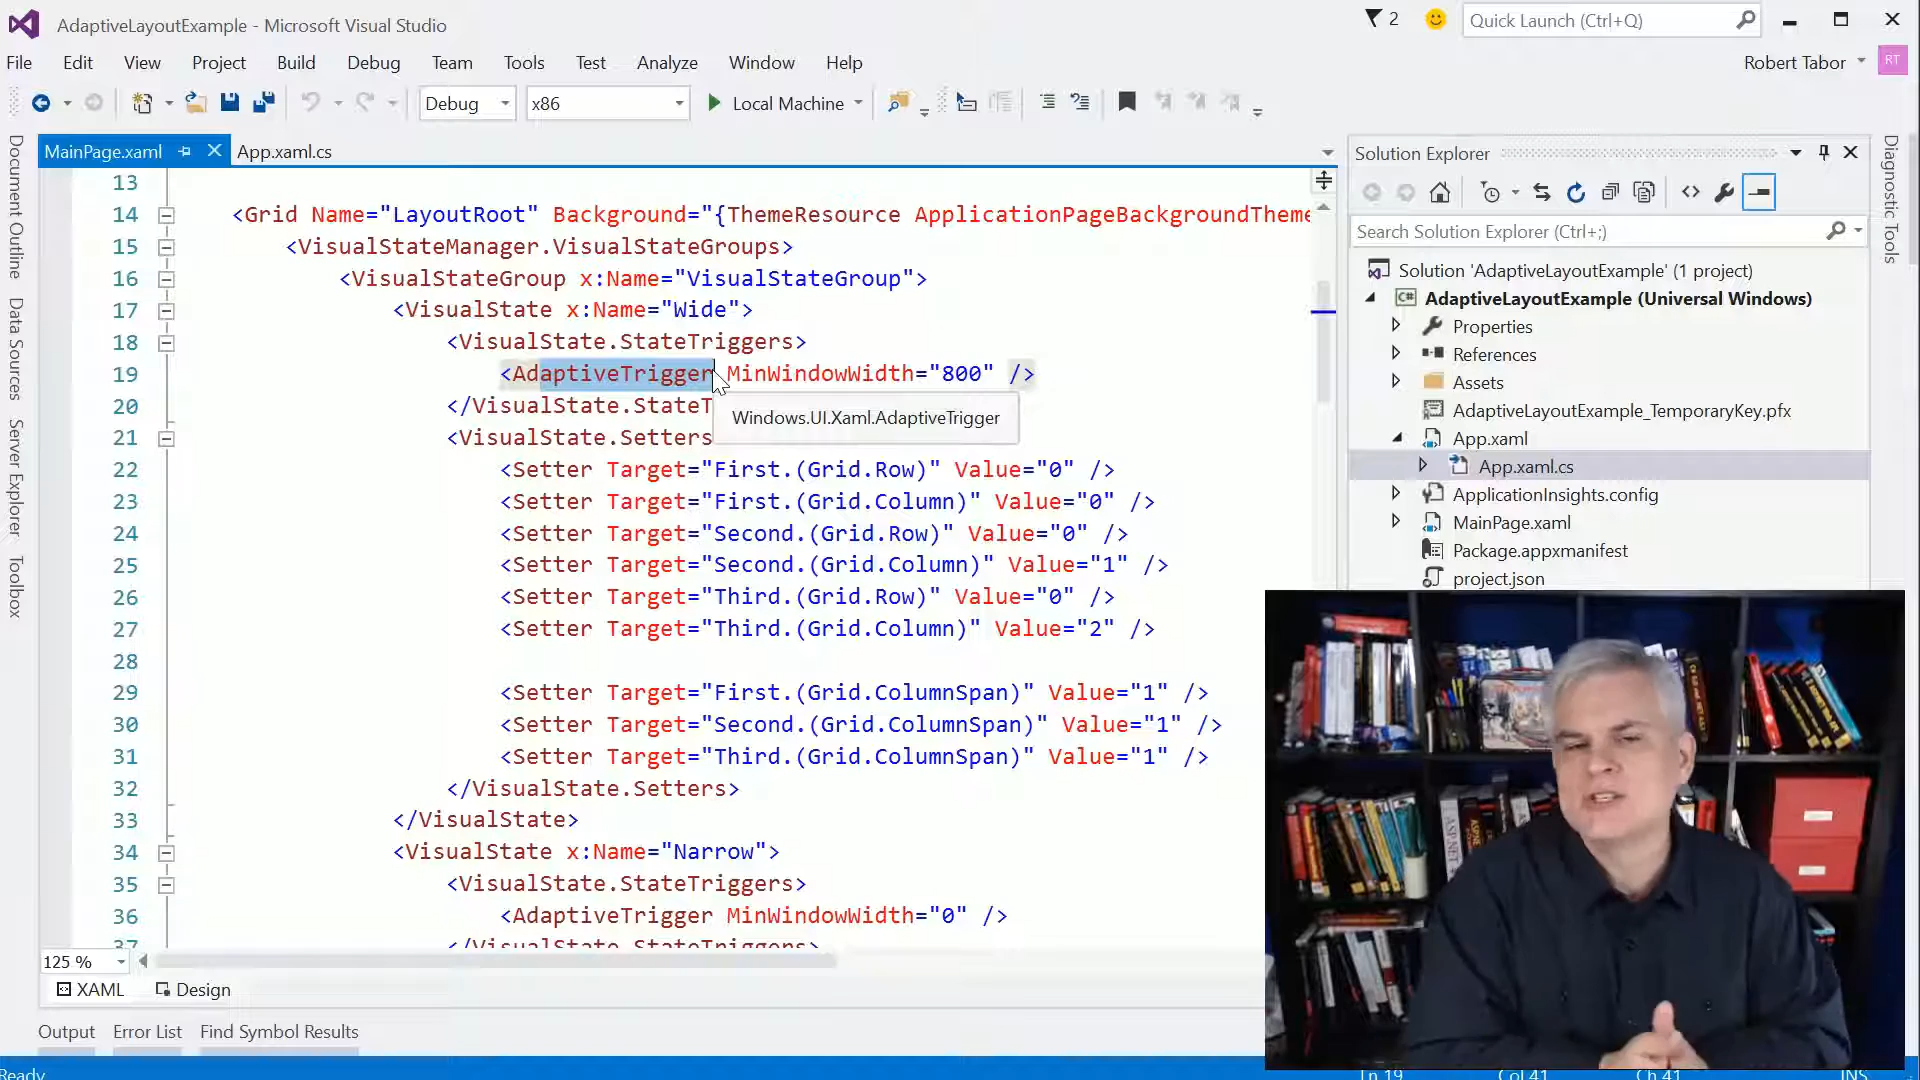 AdaptiveLayoutExample - Microsoft Visual Studio
2
Quick Launch (Ctrl+Q)
File Edit View Project Build Debug Team Tools Test Analyze Window Help
Robert Tabor
RT
Debug
x86
Local Machine
MainPage.xaml
App.xaml.cs
Document Outline
Data Sources
Server Explorer
Toolbox
13
14 <Grid Name="LayoutRoot" Background="{ThemeResource ApplicationPageBackgroundTheme
15 <VisualStateManager.VisualStateGroups>
16 <VisualStateGroup x:Name="VisualStateGroup">
17 <VisualState x:Name="Wide">
18 <VisualState.StateTriggers>
19 <AdaptiveTrigger MinWindowWidth="800" />
20 </VisualState.StateT
Windows.UI.Xaml.AdaptiveTrigger
21 <VisualState.Setters
22 <Setter Target="First.(Grid.Row)" Value="0" />
23 <Setter Target="First.(Grid.Column)" Value="0" />
24 <Setter Target="Second.(Grid.Row)" Value="0" />
25 <Setter Target="Second.(Grid.Column)" Value="1" />
26 <Setter Target="Third.(Grid.Row)" Value="0" />
27 <Setter Target="Third.(Grid.Column)" Value="2" />
28
29 <Setter Target="First.(Grid.ColumnSpan)" Value="1" />
30 <Setter Target="Second.(Grid.ColumnSpan)" Value="1" />
31 <Setter Target="Third.(Grid.ColumnSpan)" Value="1" />
32 </VisualState.Setters>
33 </VisualState>
34 <VisualState x:Name="Narrow">
35 <VisualState.StateTriggers>
36 <AdaptiveTrigger MinWindowWidth="0" />
37 </VisualState.StateTriggers>
125 %
XAML
Design
Output
Error List
Find Symbol Results
Ready
Ln 19
Col 41
Ch 41
INS
Solution Explorer
Search Solution Explorer (Ctrl+;)
Solution 'AdaptiveLayoutExample' (1 project)
C# AdaptiveLayoutExample (Universal Windows)
Properties
References
Assets
AdaptiveLayoutExample_TemporaryKey.pfx
App.xaml
App.xaml.cs
ApplicationInsights.config
MainPage.xaml
Package.appxmanifest
project.json
Diagnostic Tools